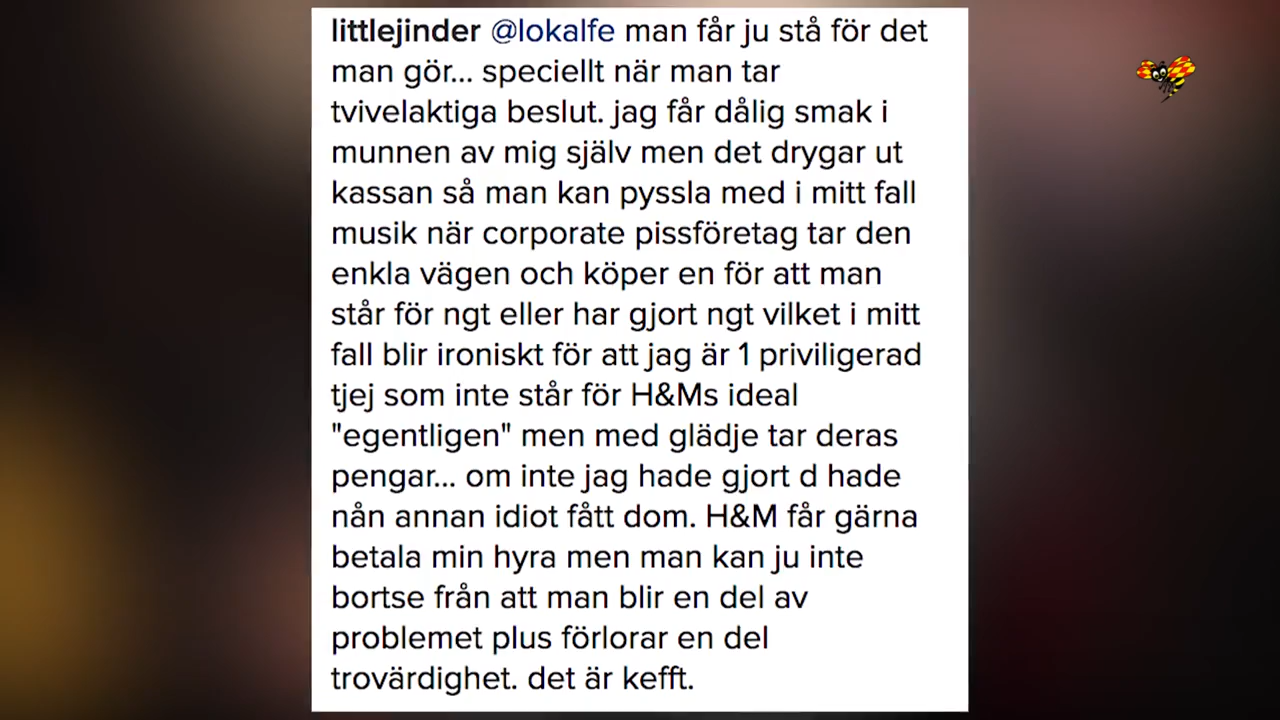 littlejinder @lokalfe man får ju stå för det
man gör... speciellt när man tar
tvivelaktiga beslut. jag får dålig smak i
munnen av mig själv men det drygar ut
kassan så man kan pyssla med i mitt fall
musik när corporate pissföretag tar den
enkla vägen och köper en för att man
står för ngt eller har gjort ngt vilket i mitt
fall blir ironiskt för att jag är 1 priviligerad
tjej som inte står för H&Ms ideal
"egentligen" men med glädje tar deras
pengar... om inte jag hade gjort d hade
nån annan idiot fått dom. H&M får gärna
betala min hyra men man kan ju inte
bortse från att man blir en del av
problemet plus förlorar en del
trovärdighet. det är kefft.